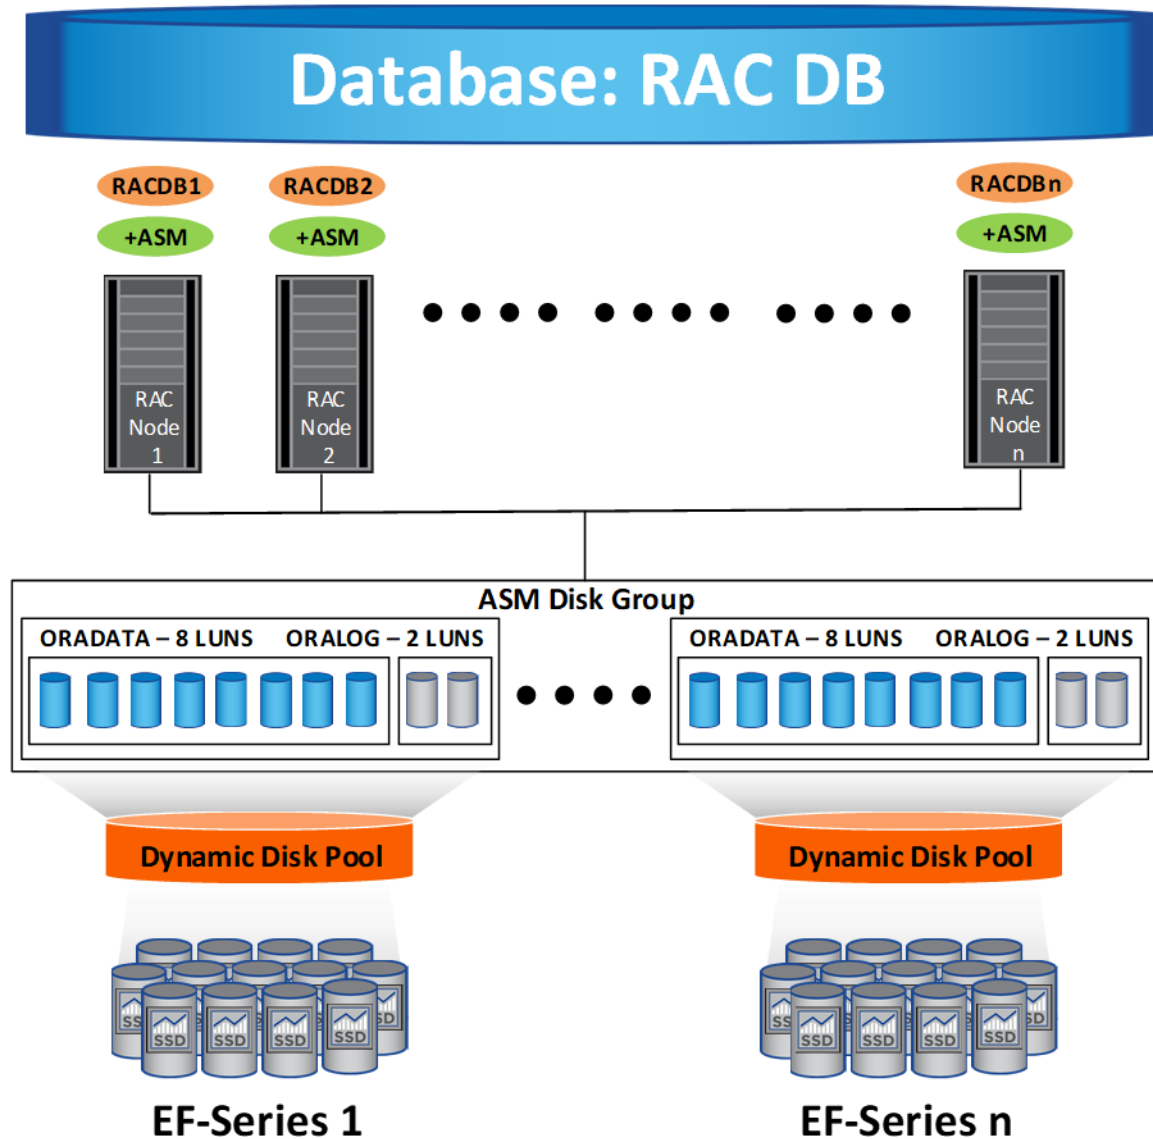 Database: RAC DB
RACDB1
RACDB2
RACDBn
+ASM
+ASM
+ASM
RAC
Node
1
RAC
Node
2
RAC
Node
n
ASM Disk Group
ORADATA – 8 LUNS
ORALOG – 2 LUNS
ORADATA – 8 LUNS
ORALOG – 2 LUNS
Dynamic Disk Pool
Dynamic Disk Pool
SSD
SSD
SSD
SSD
SSD
SSD
SSD
SSD
EF-Series 1
EF-Series n